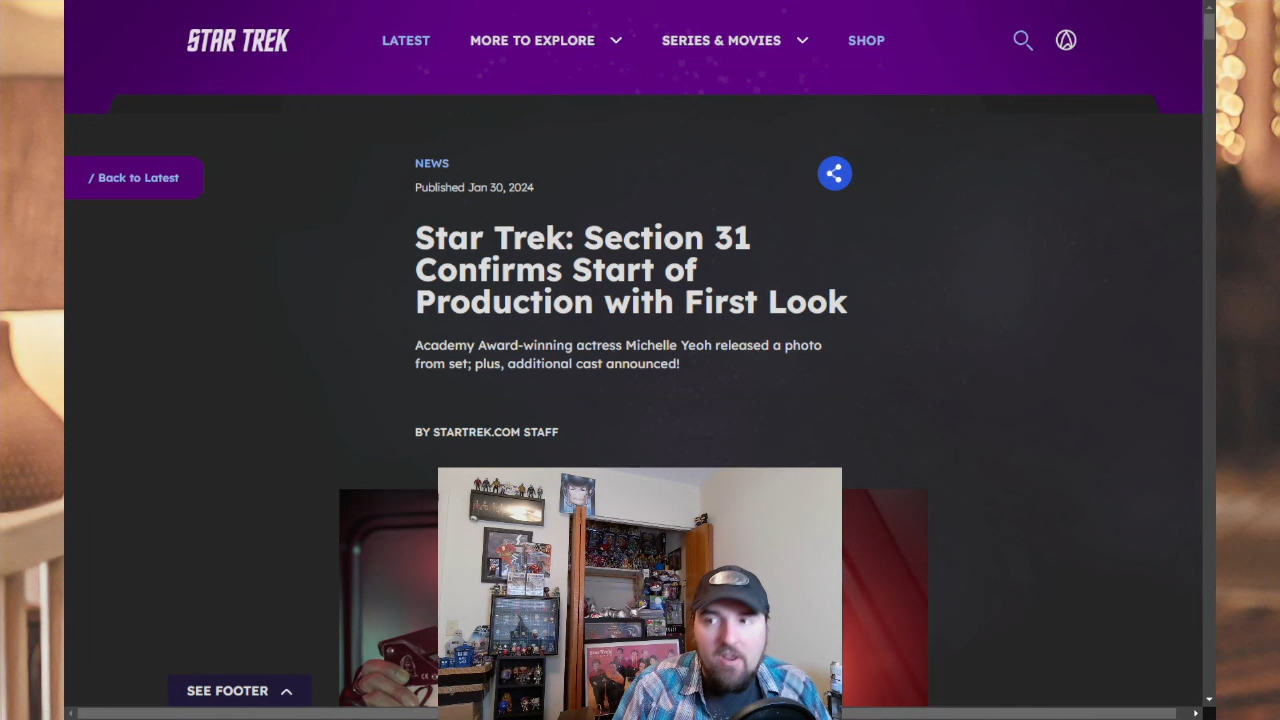 STAR TREK
LATEST
MORE TO EXPLORE
SERIES & MOVIES
SHOP
/ Back to Latest
NEWS
Published Jan 30, 2024
Star Trek: Section 31
Confirms Start of
Production with First Look
Academy Award-winning actress Michelle Yeoh released a photo
from set; plus, additional cast announced!
BY STARTREK.COM STAFF
Star Trek
SEE FOOTER